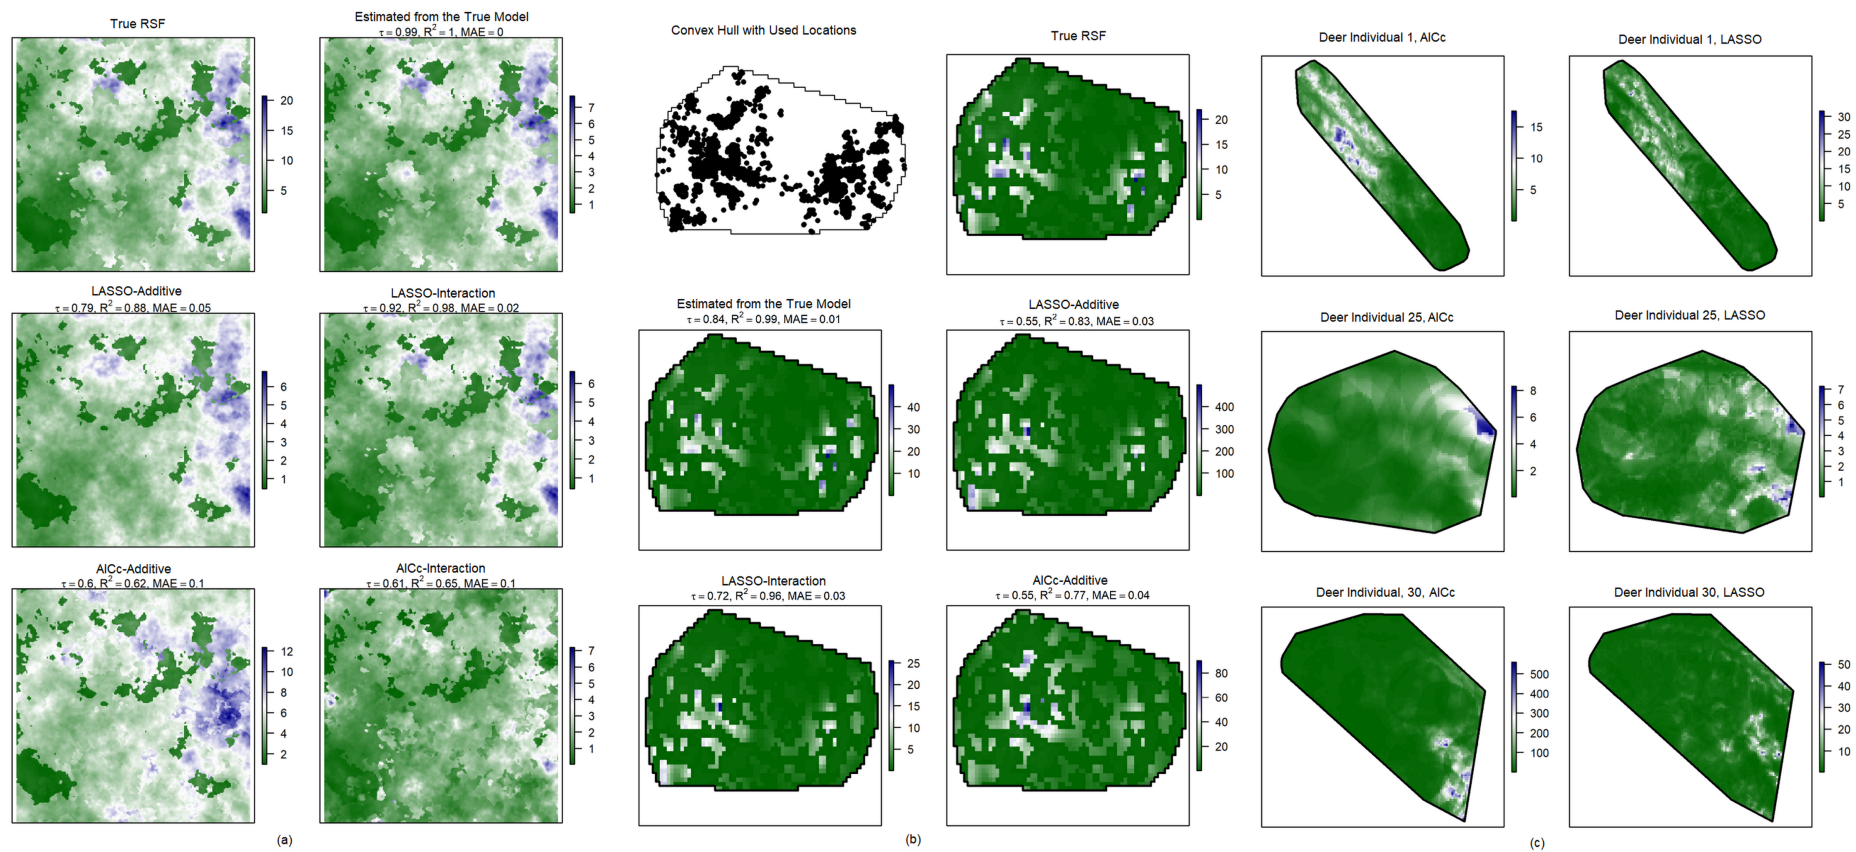 True RSF
20
15
10
5
Estimated from the True Model
τ = 0.99, R² = 1, MAE = 0
7
6
5
4
3
2
1
LASSO-Additive
τ = 0.79, R² = 0.88, MAE = 0.05
6
5
4
3
2
1
LASSO-Interaction
τ = 0.92, R² = 0.98, MAE = 0.02
6
5
4
3
2
1
AICc-Additive
τ = 0.6, R² = 0.62, MAE = 0.1
12
10
8
6
4
2
AICc-Interaction
τ = 0.61, R² = 0.65, MAE = 0.1
7
6
5
4
3
2
1
(a)
Convex Hull with Used Locations
True RSF
20
15
10
5
Estimated from the True Model
τ = 0.84, R² = 0.99, MAE = 0.01
40
30
20
10
LASSO-Additive
τ = 0.55, R² = 0.83, MAE = 0.03
400
300
200
100
LASSO-Interaction
τ = 0.72, R² = 0.96, MAE = 0.03
25
20
15
10
5
AICc-Additive
τ = 0.55, R² = 0.77, MAE = 0.04
80
60
40
20
(b)
Deer Individual 1, AICc
15
10
5
Deer Individual 1, LASSO
30
25
20
15
10
5
Deer Individual 25, AICc
8
6
4
2
Deer Individual 25, LASSO
7
6
5
4
3
2
1
Deer Individual, 30, AICc
500
400
300
200
100
Deer Individual 30, LASSO
50
40
30
20
10
(c)